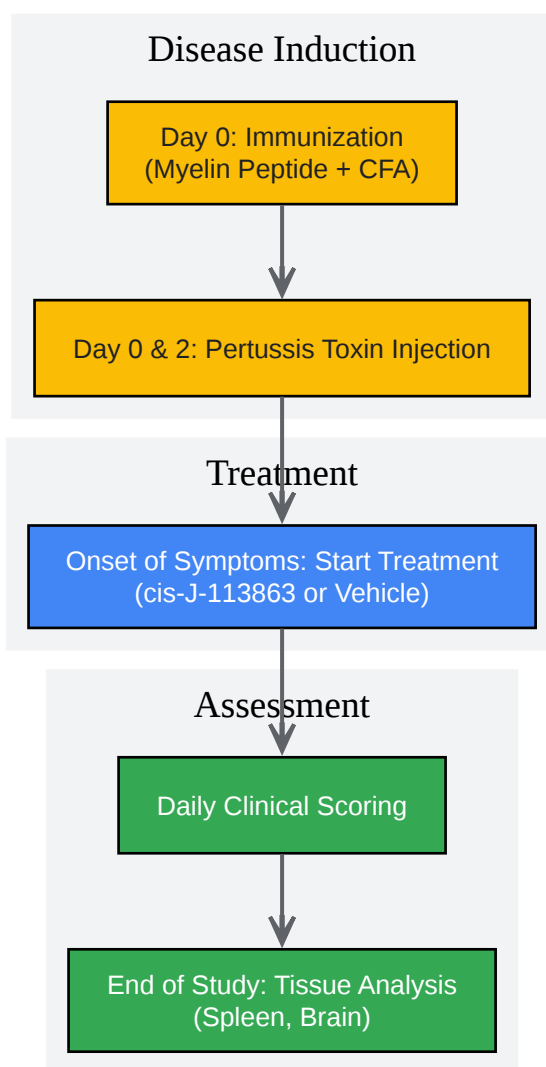 Disease Induction
Day 0: Immunization
(Myelin Peptide + CFA)
Day 0 & 2: Pertussis Toxin Injection
Treatment
Onset of Symptoms: Start Treatment
(cis-J-113863 or Vehicle)
Assessment
Daily Clinical Scoring
End of Study: Tissue Analysis
(Spleen, Brain)